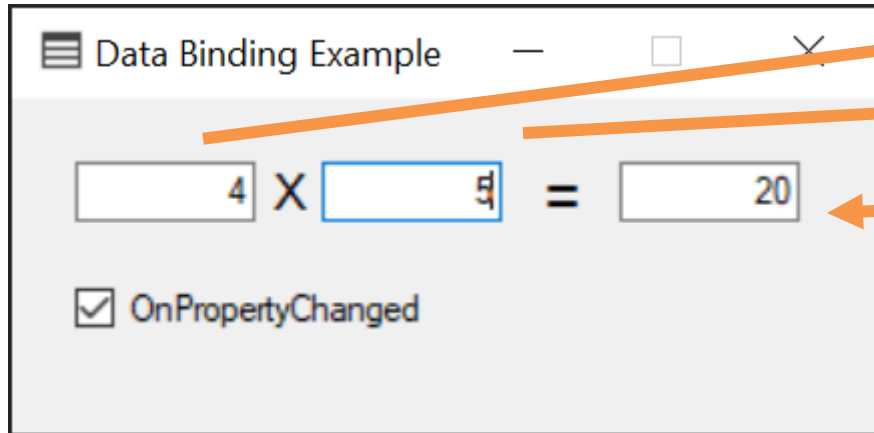 Data Binding Example
4 X 5 = 20
OnPropertyChanged